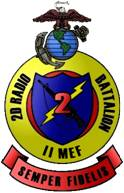 2D RADIO BATTALION
2
II MEF
SEMPER FIDELIS